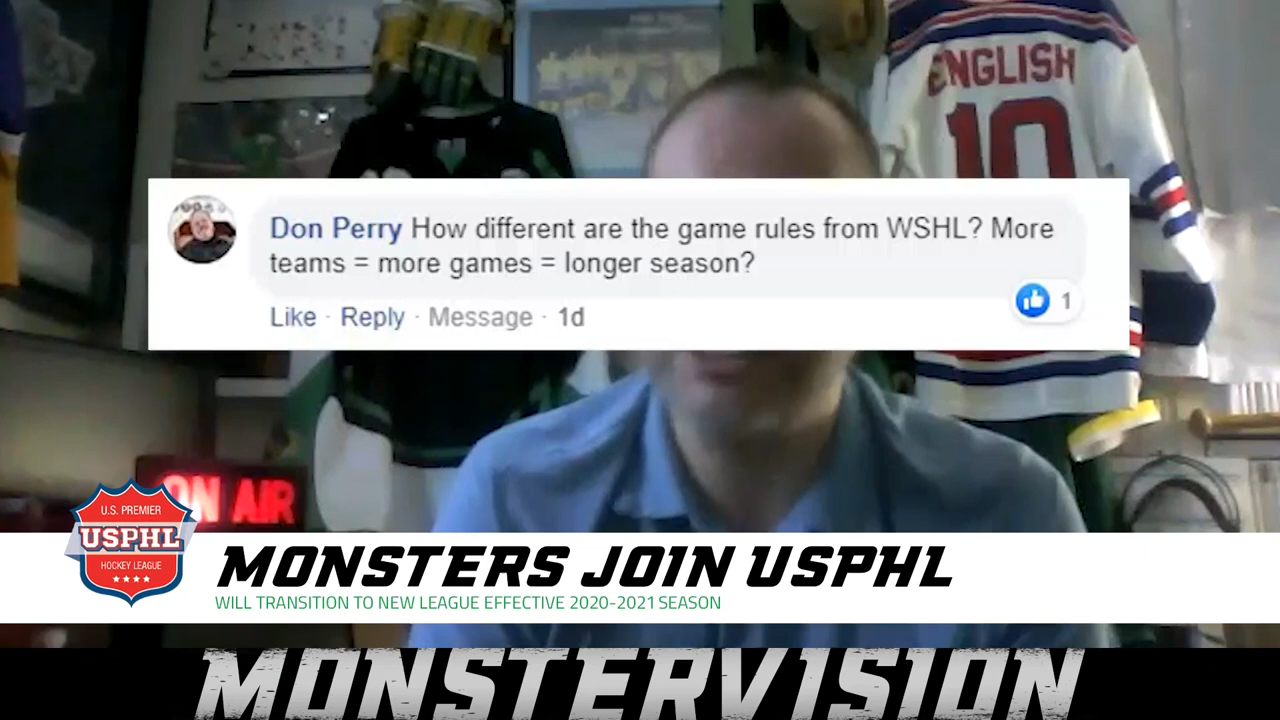 ENGLISH
10
Don Perry How different are the game rules from WSHL? More
teams = more games = longer season?
Like · Reply · Message · 1d
1
ON AIR
U.S. PREMIER
USPHL
HOCKEY LEAGUE
MONSTERS JOIN USPHL
WILL TRANSITION TO NEW LEAGUE EFFECTIVE 2020-2021 SEASON
MONSTERVISION